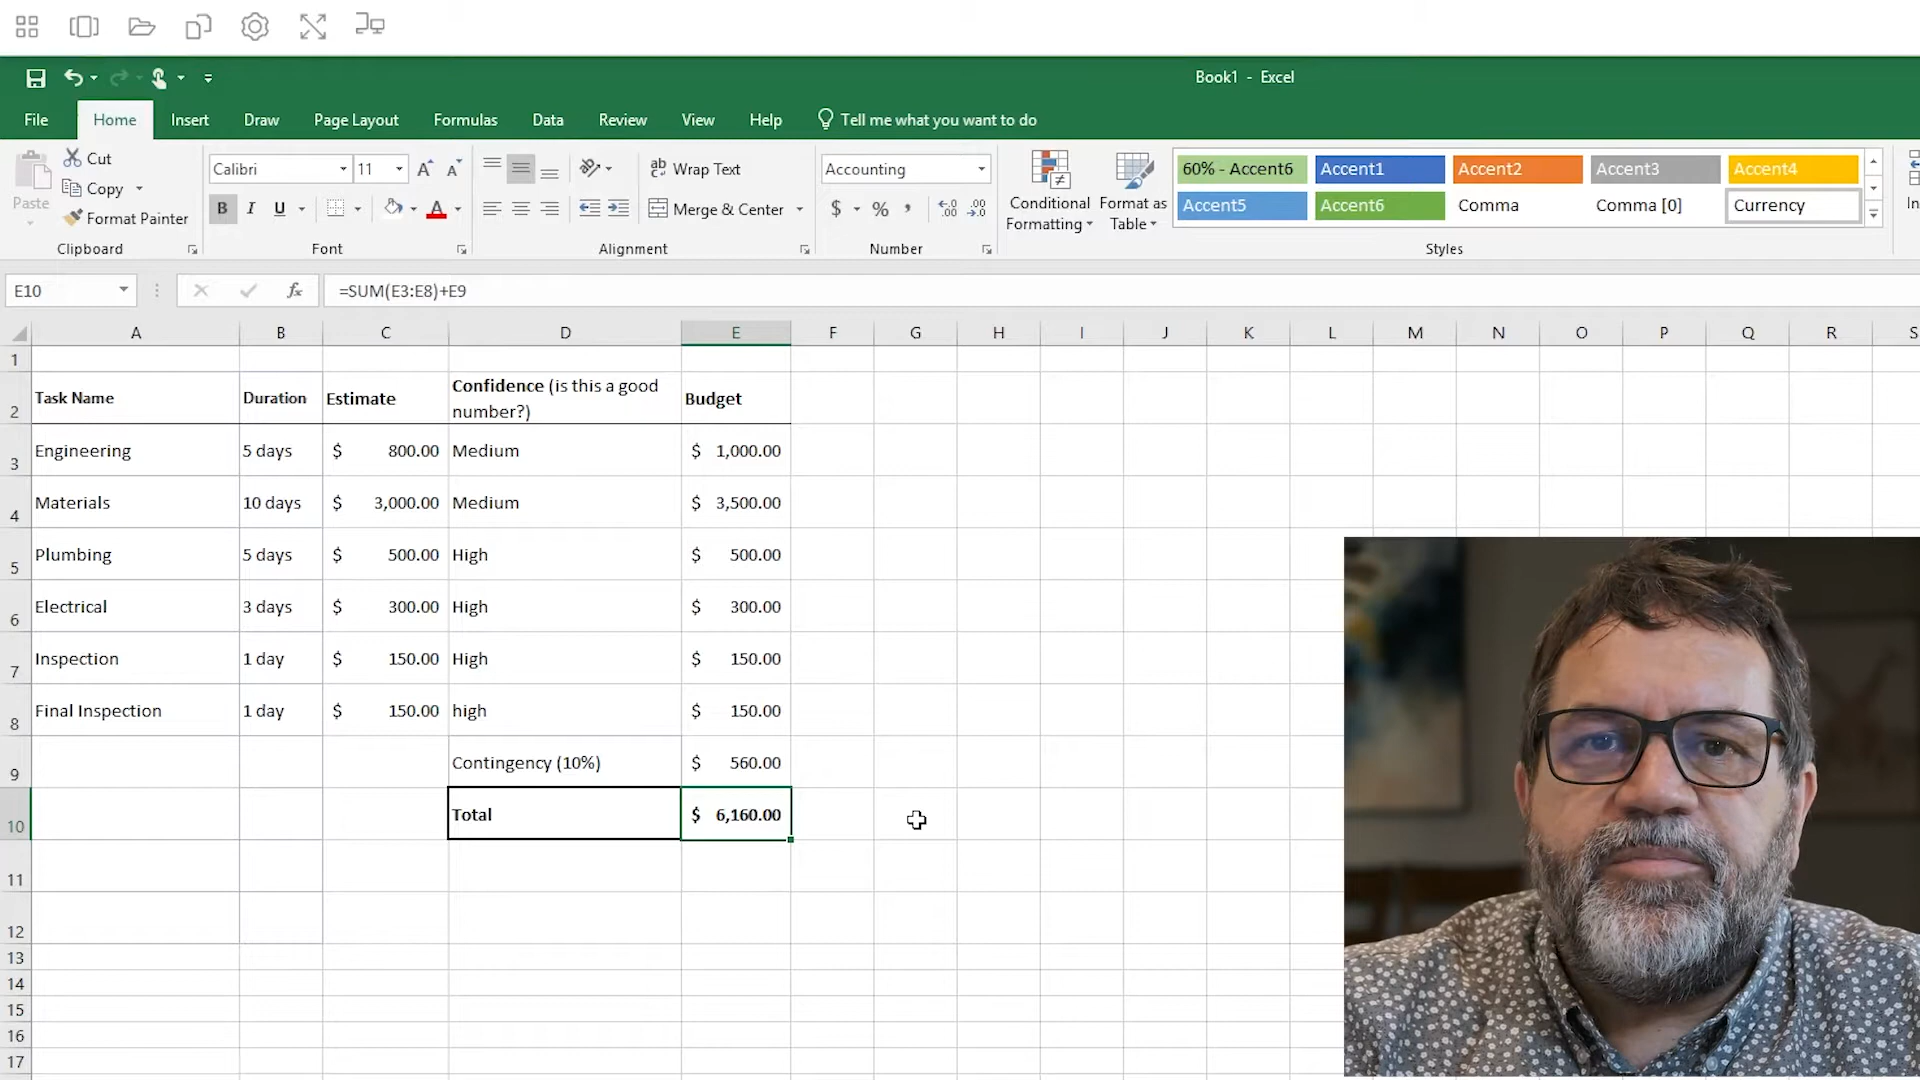 Book1 - Excel
File Home Insert Draw Page Layout Formulas Data Review View Help Tell me what you want to do
Paste
Cut
Copy
Format Painter
Clipboard
Calibri 11
B I U A
Font
ab Wrap Text
Merge & Center
Alignment
Accounting
$ % ,
Number
Conditional Formatting
Format as Table
60% - Accent6 Accent1 Accent2 Accent3 Accent4
Accent5 Accent6 Comma Comma [0] Currency
Styles
E10 fx =SUM(E3:E8)+E9
A B C D E F G H I J K L M N O P Q R S
1
2 Task Name Duration Estimate Confidence (is this a good number?) Budget
3 Engineering 5 days $ 800.00 Medium $ 1,000.00
4 Materials 10 days $ 3,000.00 Medium $ 3,500.00
5 Plumbing 5 days $ 500.00 High $ 500.00
6 Electrical 3 days $ 300.00 High $ 300.00
7 Inspection 1 day $ 150.00 High $ 150.00
8 Final Inspection 1 day $ 150.00 high $ 150.00
9 Contingency (10%) $ 560.00
10 Total $ 6,160.00
11
12
13
14
15
16
17